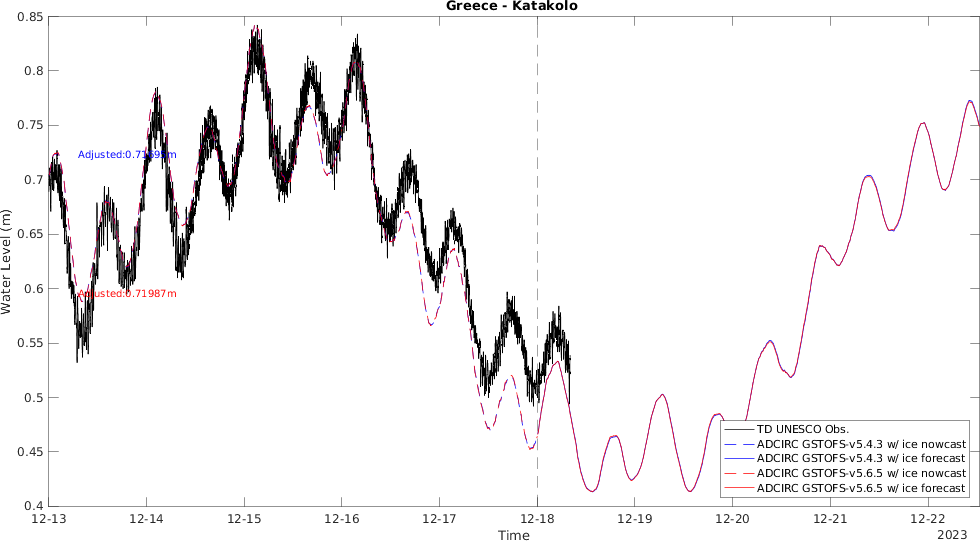 Greece - Katakolo
0.85
0.8
0.75
0.7
0.65
0.6
0.55
0.5
0.45
0.4
Water Level (m)
Adjusted:0.71987m
12-13
12-14
12-15
12-16
12-17
12-18
12-19
12-20
12-21
12-22
2023
Time
TD UNESCO Obs.
ADCIRC GSTOFS-v5.4.3 w/ ice nowcast
ADCIRC GSTOFS-v5.4.3 w/ ice forecast
ADCIRC GSTOFS-v5.6.5 w/ ice nowcast
ADCIRC GSTOFS-v5.6.5 w/ ice forecast